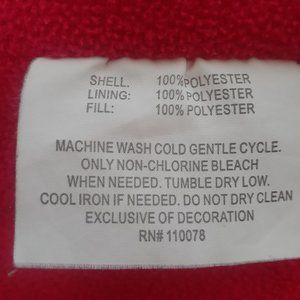 SHELL: 100% POLYESTER
LINING: 100% POLYESTER
FILL: 100% POLYESTER
MACHINE WASH COLD GENTLE CYCLE.
ONLY NON-CHLORINE BLEACH
WHEN NEEDED. TUMBLE DRY LOW.
COOL IRON IF NEEDED. DO NOT DRY CLEAN
EXCLUSIVE OF DECORATION
RN# 110078